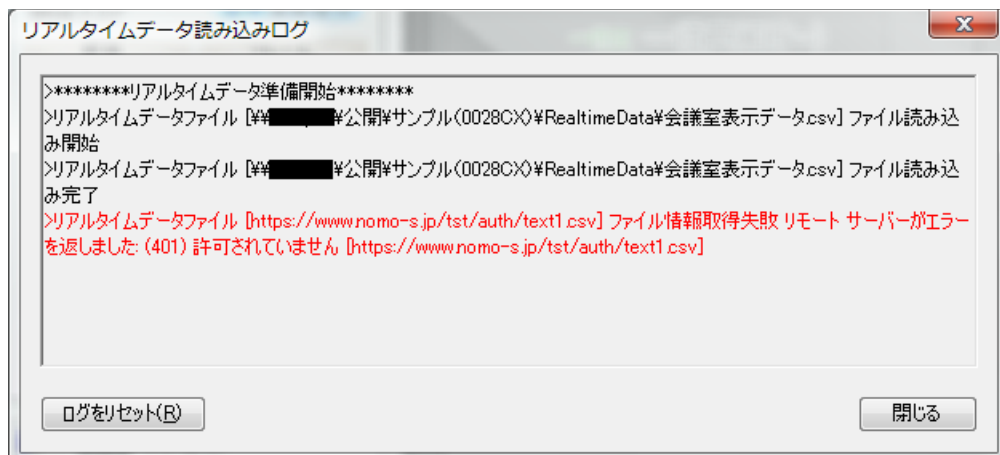 リアルタイムデータ読み込みログ
>********リアルタイムデータ準備開始********
>リアルタイムデータファイル [¥¥ ¥公開¥サンプル(0028CX)¥RealtimeData¥会議室表示データ.csv] ファイル読み込
み開始
>リアルタイムデータファイル [¥¥ ¥公開¥サンプル(0028CX)¥RealtimeData¥会議室表示データ.csv] ファイル読み込
み完了
>リアルタイムデータファイル [https://www.nomo-s.jp/tst/auth/text1.csv] ファイル情報取得失敗 リモート サーバーがエラー
を返しました: (401) 許可されていません [https://www.nomo-s.jp/tst/auth/text1.csv]
ログをリセット(R)
閉じる